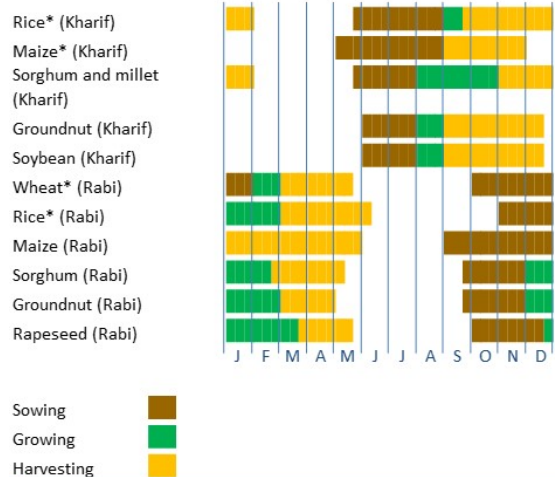 Rice* (Kharif)
Maize* (Kharif)
Sorghum and millet
(Kharif)
Groundnut (Kharif)
Soybean (Kharif)
Wheat* (Rabi)
Rice* (Rabi)
Maize (Rabi)
Sorghum (Rabi)
Groundnut (Rabi)
Rapeseed (Rabi)
J F M A M J J A S O N D
Sowing
Growing
Harvesting